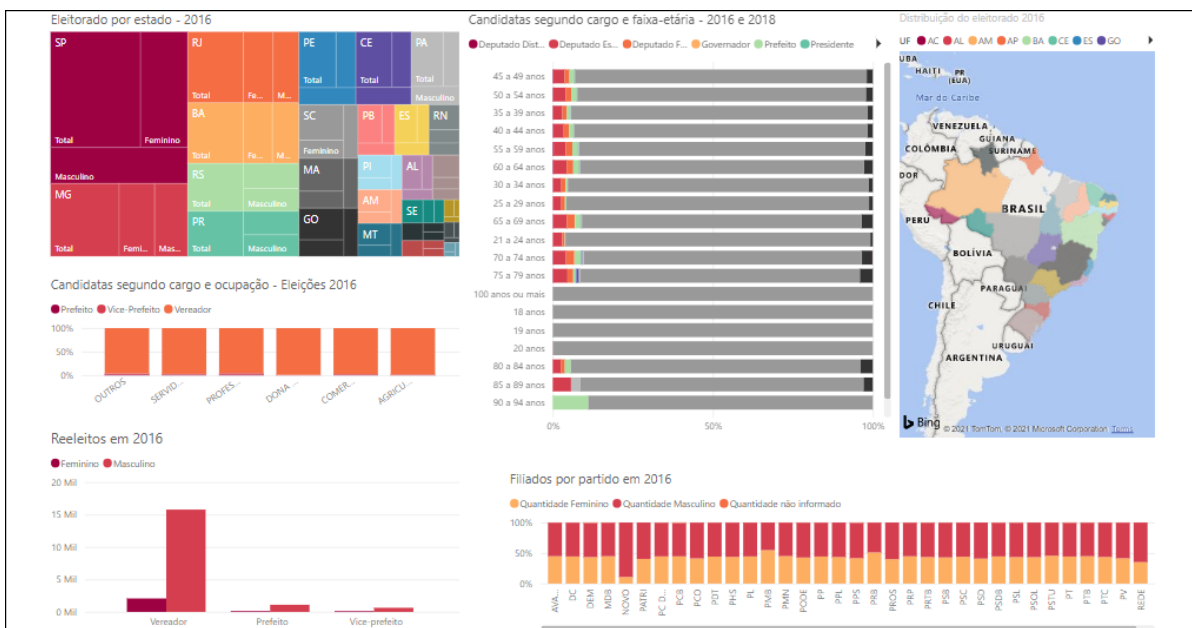 Eleitorado por estado - 2016
SP
Total
Feminino
Masculino
MG
Total
Femi...
Mas...
RJ
Total
Fe...
M...
BA
Total
Fe...
M...
RS
Total
Masculino
PR
Total
Masculino
PE
Total
CE
Total
PA
Total
Masculino
SC
Feminino
MA
GO
PB
ES
RN
PI
AL
AM
SE
MT
Candidatas segundo cargo e faixa-etária - 2016 e 2018
Deputado Dist... Deputado Es... Deputado F... Governador Prefeito Presidente
45 a 49 anos
50 a 54 anos
35 a 39 anos
40 a 44 anos
55 a 59 anos
60 a 64 anos
30 a 34 anos
25 a 29 anos
65 a 69 anos
21 a 24 anos
70 a 74 anos
75 a 79 anos
100 anos ou mais
18 anos
19 anos
20 anos
80 a 84 anos
85 a 89 anos
90 a 94 anos
0% 50% 100%
Distribuição do eleitorado 2016
UF AC AL AM AP BA CE ES GO
UBA
HAITI
PR
(EUA)
Mar do Caribe
VENEZUELA
GUIANA
COLÔMBIA
SURINAME
DOR
BRASIL
PERU
BOLÍVIA
PARAGUAI
CHILE
URUGUAI
ARGENTINA
Bing
© 2021 TomTom, © 2021 Microsoft Corporation Terms
Candidatas segundo cargo e ocupação - Eleições 2016
Prefeito Vice-Prefeito Vereador
100%
50%
0%
OUTROS SERVID... PROFES... DONA ... COMER... AGRICU...
Reeleitos em 2016
Feminino Masculino
20 Mil
15 Mil
10 Mil
5 Mil
0 Mil
Vereador Prefeito Vice-prefeito
Filiados por partido em 2016
Quantidade Feminino Quantidade Masculino Quantidade não informado
100%
50%
0%
AVA... DC DEM MDB NOVO PATRI PC D... PCB PCO PDT PHS PL PMB PMN PODE PP PPL PPS PRB PROS PRP PRTB PSB PSC PSD PSDB PSL PSOL PSTU PT PTB PTC PV REDE